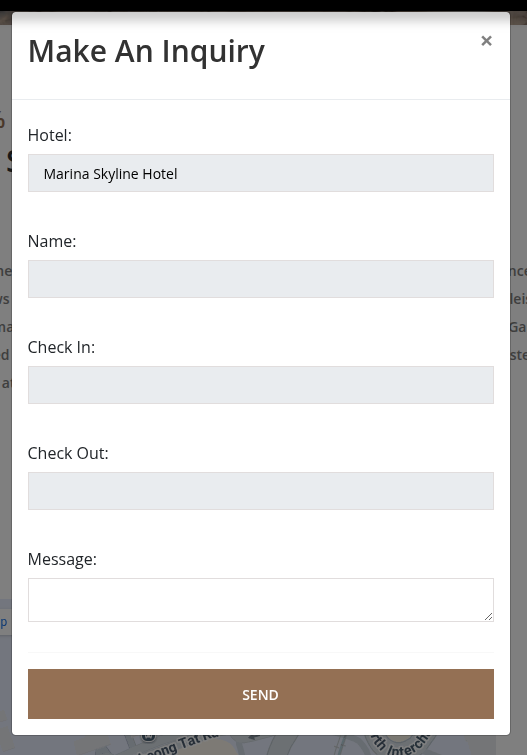 Make An Inquiry
×
Hotel:
Marina Skyline Hotel
Name:
Check In:
Check Out:
Message:
SEND